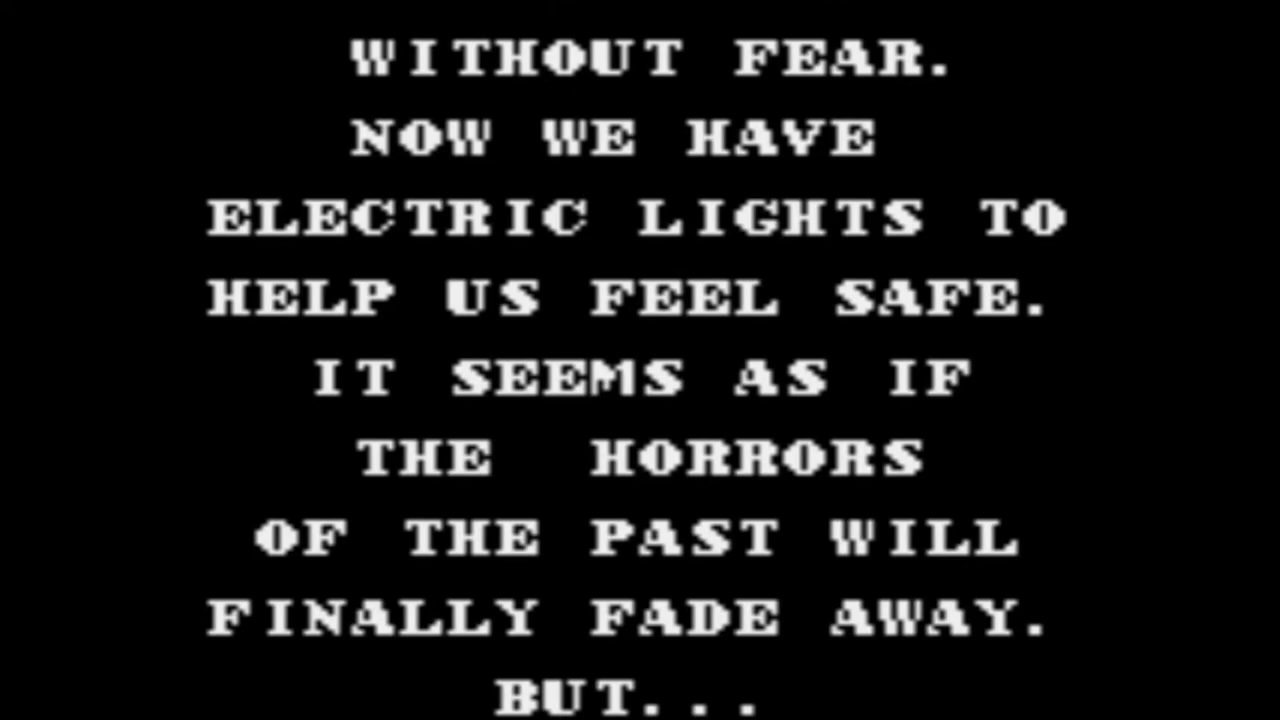 WITHOUT FEAR.
NOW WE HAVE
ELECTRIC LIGHTS TO
HELP US FEEL SAFE.
IT SEEMS AS IF
THE HORRORS
OF THE PAST WILL
FINALLY FADE AWAY.
BUT...